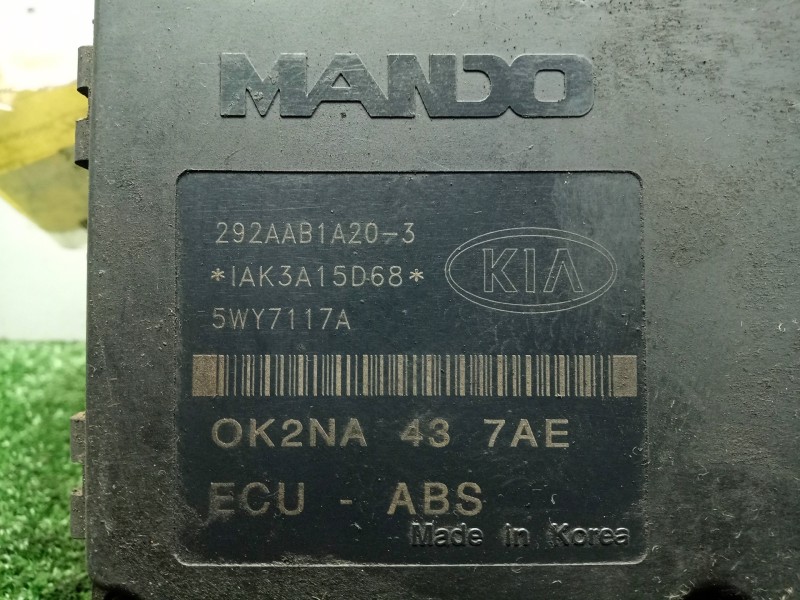 MANDO
292AAB1A20-3
*IAK3A15D68*
KIA
5WY7117A
OK2NA 43 7AE
ECU - ABS
Made in Korea